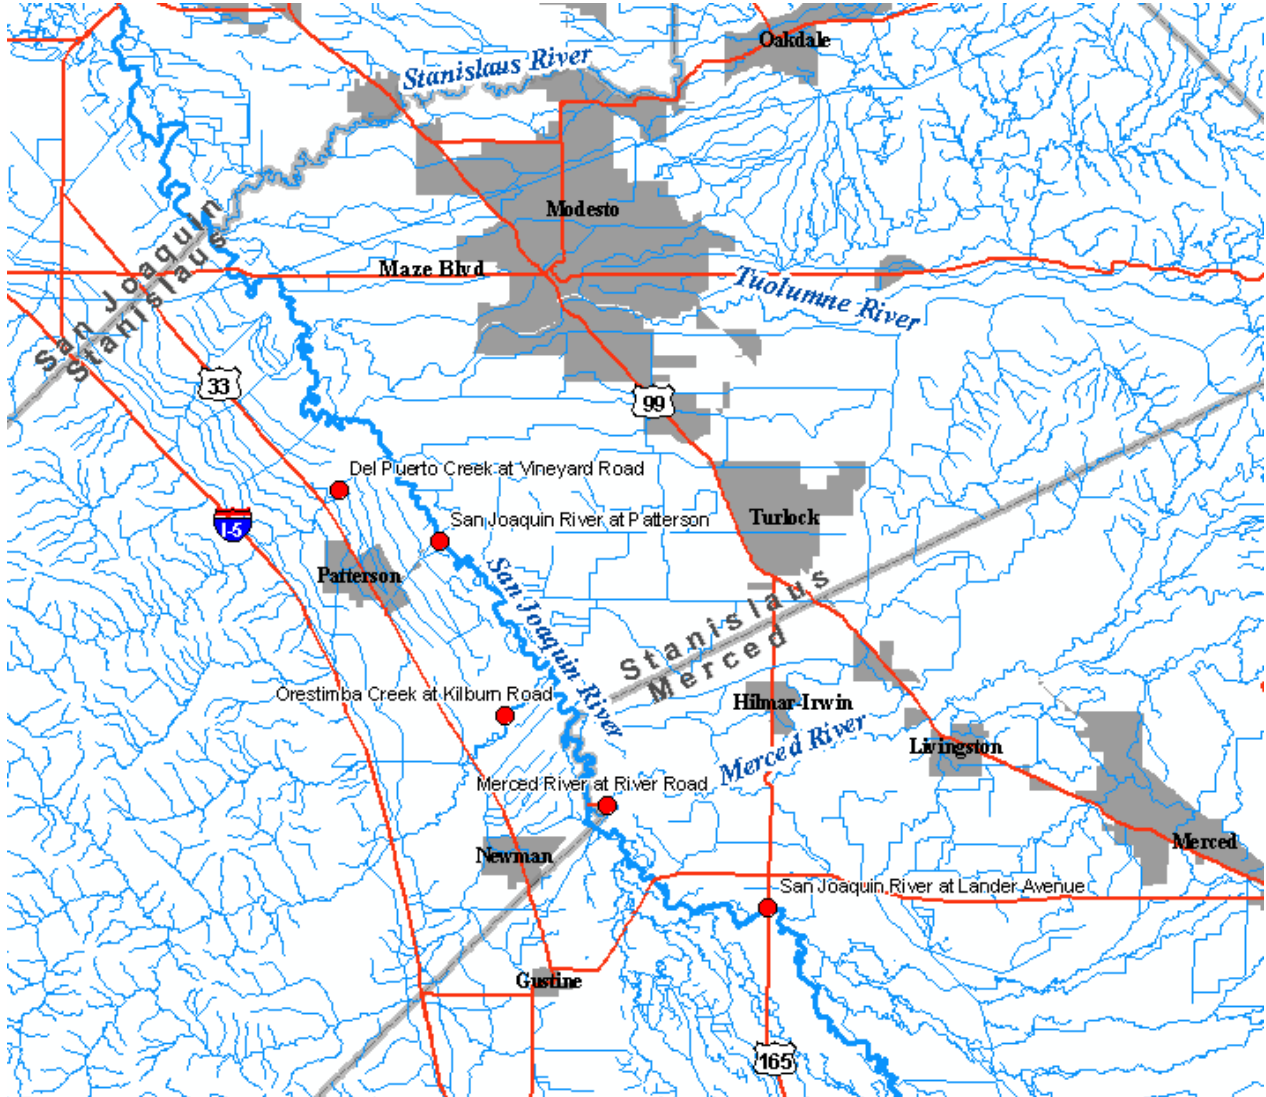 Oakdale
Stanislaus River
Modesto
San Joaquin
Stanislaus
Maze Blvd
Tuolumne River
33
99
Del Puerto Creek at Vineyard Road
I-5
San Joaquin River at Patterson
Turlock
Patterson
San Joaquin River
Stanislaus
Merced
Orestimba Creek at Kilburn Road
Hilmar-Irwin
Merced River
Livingston
Merced River at River Road
Newman
Merced
San Joaquin River at Lander Avenue
Gustine
165